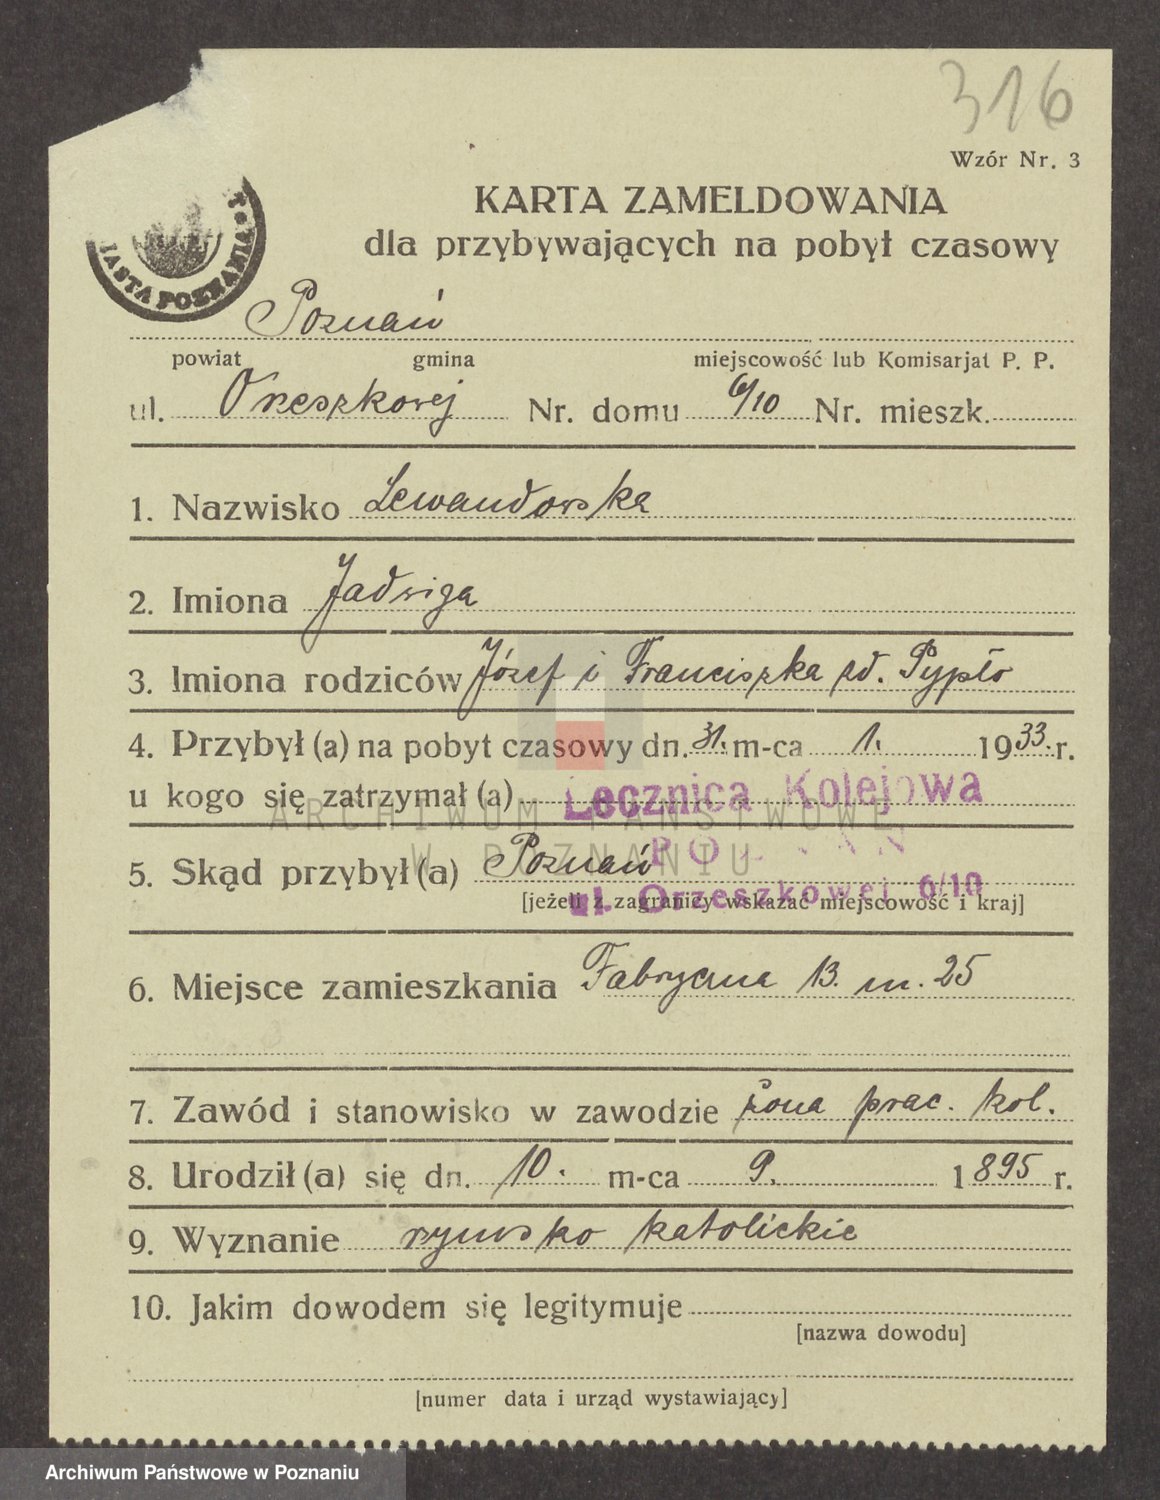 316
Wzór Nr. 3
KARTA ZAMELDOWANIA
dla przybywających na pobyt czasowy
IASTA POZNANIA
Poznań
powiat gmina miejscowość lub Komisarjat P. P.
ul. Orzeszkowej Nr. domu 6/10 Nr. mieszk.
1. Nazwisko Lewandowska
2. Imiona Jadwiga
3. Imiona rodziców Józef i Franciszka zd. Pypło
4. Przybył (a) na pobyt czasowy dn. 31. m-ca 1. 1933. r.
u kogo się zatrzymał (a) Lecznica Kolejowa
ARCHIWUM PAŃSTWOWE
W POZNANIU
5. Skąd przybył (a) Poznań
[jeżeli z zagranicy wskazać miejscowość i kraj]
ul. Orzeszkowej 6/10
6. Miejsce zamieszkania Fabryczna 13. m. 25
7. Zawód i stanowisko w zawodzie żona prac. kol.
8. Urodził (a) się dn. 10. m-ca 9. 1895 r.
9. Wyznanie rzymsko katolickie
10. Jakim dowodem się legitymuje
[nazwa dowodu]
[numer data i urząd wystawiający]
Archiwum Państwowe w Poznaniu